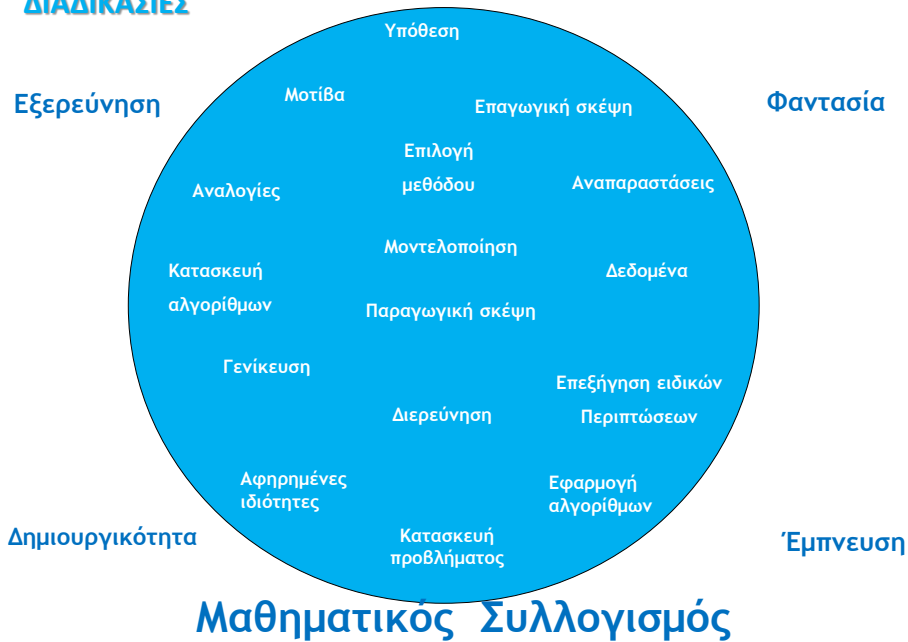 ΔΙΑΔΙΚΑΣΙΕΣ
Υπόθεση
Εξερεύνηση
Μοτίβα
Επαγωγική σκέψη
Φαντασία
Επιλογή
μεθόδου
Αναλογίες
Αναπαραστάσεις
Μοντελοποίηση
Κατασκευή
αλγορίθμων
Δεδομένα
Παραγωγική σκέψη
Γενίκευση
Επεξήγηση ειδικών
Περιπτώσεων
Διερεύνηση
Αφηρημένες
ιδιότητες
Εφαρμογή
αλγορίθμων
Δημιουργικότητα
Κατασκευή
προβλήματος
Έμπνευση
Μαθηματικός Συλλογισμός